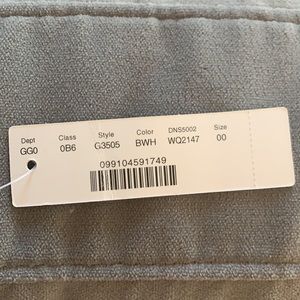 Dept Class Style Color DNS5002 Size
GG0 0B6 G3505 BWH WQ2147 00
099104591749